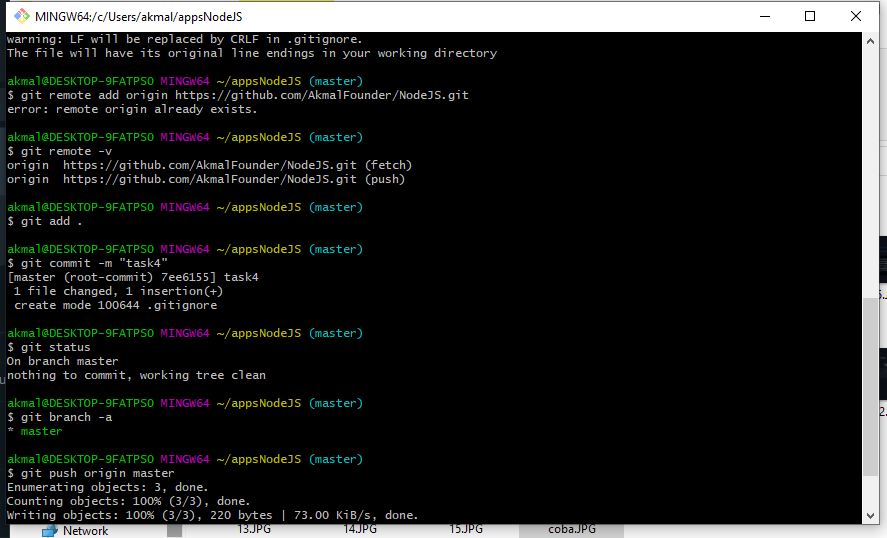 MINGW64:/c/Users/akmal/appsNodeJS
warning: LF will be replaced by CRLF in .gitignore.
The file will have its original line endings in your working directory
akmal@DESKTOP-9FATPSO MINGW64 ~/appsNodeJS (master)
$ git remote add origin https://github.com/AkmalFounder/NodeJS.git
error: remote origin already exists.
akmal@DESKTOP-9FATPSO MINGW64 ~/appsNodeJS (master)
$ git remote -v
origin  https://github.com/AkmalFounder/NodeJS.git (fetch)
origin  https://github.com/AkmalFounder/NodeJS.git (push)
akmal@DESKTOP-9FATPSO MINGW64 ~/appsNodeJS (master)
$ git add .
akmal@DESKTOP-9FATPSO MINGW64 ~/appsNodeJS (master)
$ git commit -m "task4"
[master (root-commit) 7ee6155] task4
 1 file changed, 1 insertion(+)
 create mode 100644 .gitignore
akmal@DESKTOP-9FATPSO MINGW64 ~/appsNodeJS (master)
$ git status
On branch master
nothing to commit, working tree clean
akmal@DESKTOP-9FATPSO MINGW64 ~/appsNodeJS (master)
$ git branch -a
* master
akmal@DESKTOP-9FATPSO MINGW64 ~/appsNodeJS (master)
$ git push origin master
Enumerating objects: 3, done.
Counting objects: 100% (3/3), done.
Writing objects: 100% (3/3), 220 bytes | 73.00 KiB/s, done.
Network 13.JPG 14.JPG 15.JPG coba.JPG